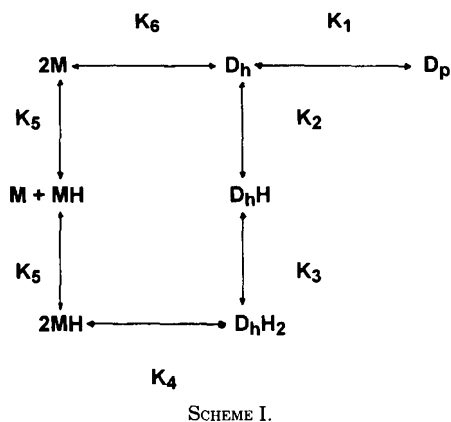 K6 K1
2M Dh Dp
K5 K2
M + MH DhH
K5 K3
2MH DhH2
K4
SCHEME I.